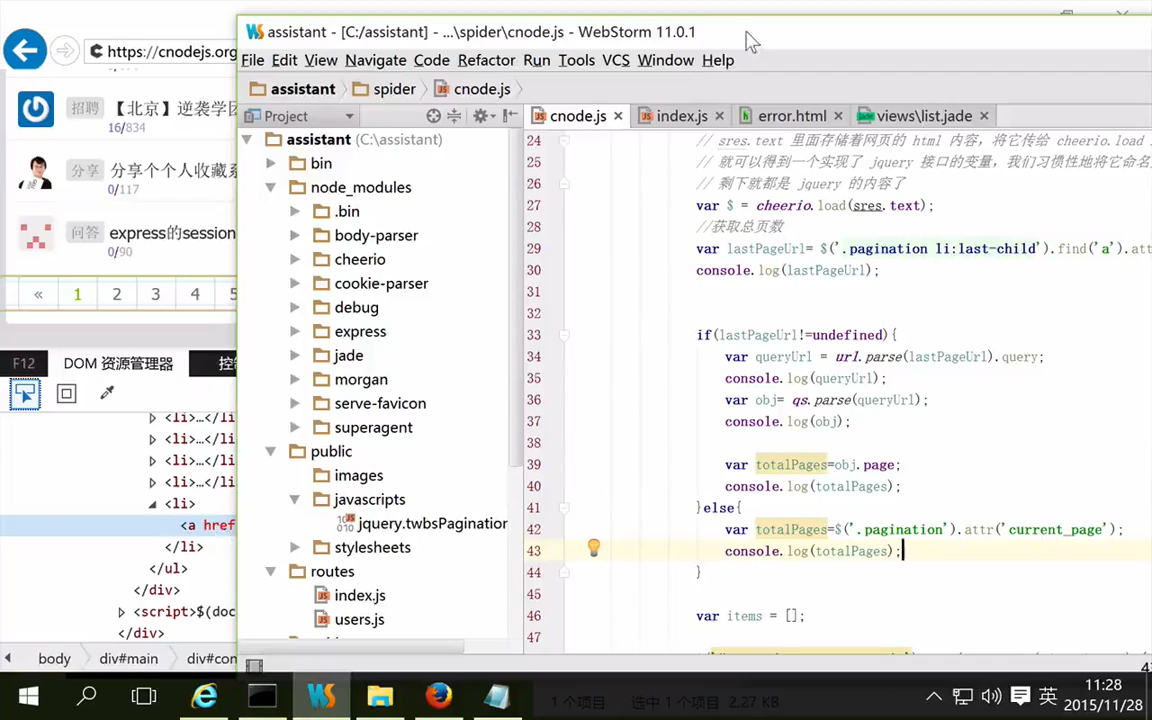 assistant - [C:/assistant] - ...\spider\cnode.js - WebStorm 11.0.1
https://cnodejs.org
File Edit View Navigate Code Refactor Run Tools VCS Window Help
assistant spider cnode.js
招聘 【北京】逆袭学
16/834
分享 分享个个人收藏
0/117
问答 express的session
0/90
« 1 2 3 4 5
F12 DOM 资源管理器
<li>…</li>
<li>…</li>
<li>…</li>
<li>…</li>
<li>
<a href
</li>
</ul>
</div>
<script>$(doc
</div>
body div#main div#con
Project
assistant (C:\assistant)
bin
node_modules
.bin
body-parser
cheerio
cookie-parser
debug
express
jade
morgan
serve-favicon
superagent
public
images
javascripts
jquery.twbsPagination
stylesheets
routes
index.js
users.js
cnode.js index.js error.html views\list.jade
24 // sres.text 里面存储着网页的 html 内容，将它传给 cheerio.load
25 // 就可以得到一个实现了 jquery 接口的变量，我们习惯性地将它命名
26 // 剩下就都是 jquery 的内容了
27 var $ = cheerio.load(sres.text);
28 //获取总页数
29 var lastPageUrl= $('.pagination li:last-child').find('a').attr
30 console.log(lastPageUrl);
31
32
33 if(lastPageUrl!=undefined){
34 var queryUrl = url.parse(lastPageUrl).query;
35 console.log(queryUrl);
36 var obj= qs.parse(queryUrl);
37 console.log(obj);
38
39 var totalPages=obj.page;
40 console.log(totalPages);
41 }else{
42 var totalPages=$('.pagination').attr('current_page');
43 console.log(totalPages);
44 }
45
46 var items = [];
47
1 个项目 选中 1 个项目 2.27 KB
英
11:28
2015/11/28